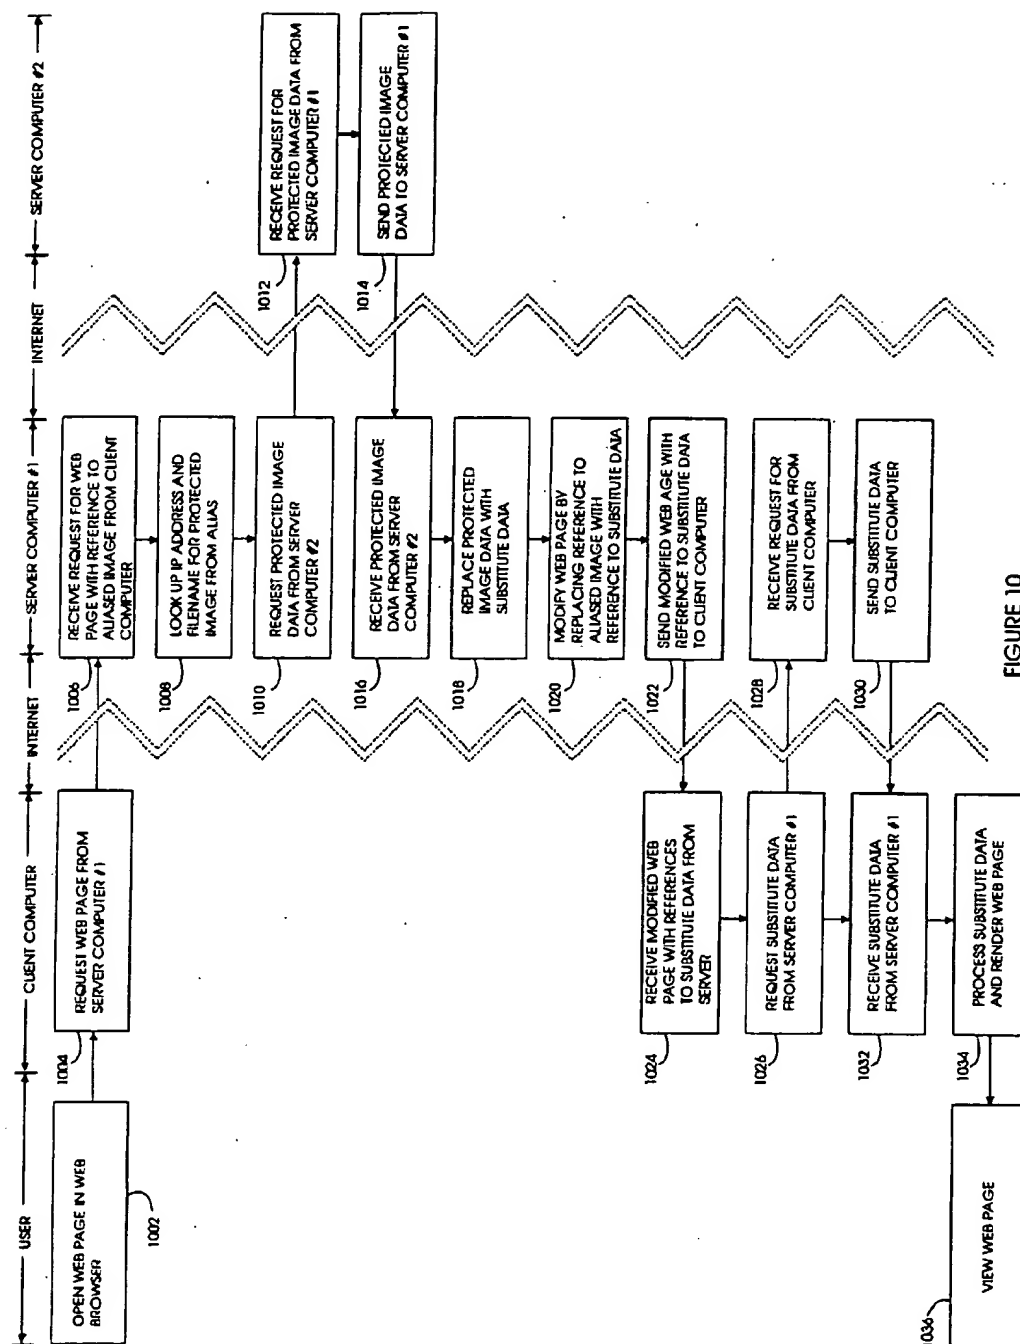 USER
CLIENT COMPUTER
INTERNET
SERVER COMPUTER #1
INTERNET
SERVER COMPUTER #2
OPEN WEB PAGE IN WEB
BROWSER
1002
REQUEST WEB PAGE FROM
SERVER COMPUTER #1
1004
RECEIVE REQUEST FOR WEB
PAGE WITH REFERENCE TO
ALIASED IMAGE FROM CLIENT
COMPUTER
1006
LOOK UP IP ADDRESS AND
FILENAME FOR PROTECTED
IMAGE FROM ALIAS
1008
REQUEST PROTECTED IMAGE
DATA FROM SERVER
COMPUTER #2
1010
RECEIVE REQUEST FOR
PROTECTED IMAGE DATA FROM
SERVER COMPUTER #1
1012
SEND PROTECTED IMAGE
DATA TO SERVER COMPUTER #1
1014
RECEIVE PROTECTED IMAGE
DATA FROM SERVER
COMPUTER #2
1016
REPLACE PROTECTED
IMAGE DATA WITH
SUBSTITUTE DATA
1018
MODIFY WEB PAGE BY
REPLACING REFERENCE TO
ALIASED IMAGE WITH
REFERENCE TO SUBSTITUTE DATA
1020
SEND MODIFIED WEB AGE WITH
REFERENCE TO SUBSTITUTE DATA
TO CLIENT COMPUTER
1022
RECEIVE MODIFIED WEB
PAGE WITH REFERENCES
TO SUBSTITUTE DATA FROM
SERVER
1024
REQUEST SUBSTITUTE DATA
FROM SERVER COMPUTER #1
1026
RECEIVE REQUEST FOR
SUBSTITUTE DATA FROM
CLIENT COMPUTER
1028
SEND SUBSTITUTE DATA
TO CLIENT COMPUTER
1030
RECEIVE SUBSTITUTE DATA
FROM SERVER COMPUTER #1
1032
PROCESS SUBSTITUTE DATA
AND RENDER WEB PAGE
1034
VIEW WEB PAGE
1036
FIGURE 10